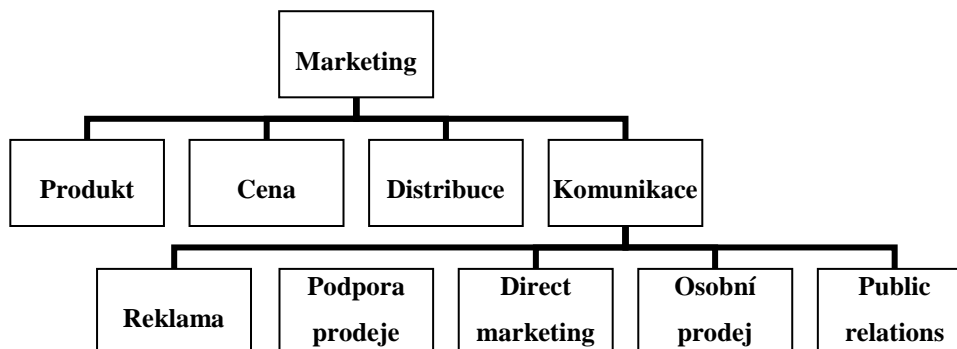 Marketing
Produkt
Cena
Distribuce
Komunikace
Reklama
Podpora
prodeje
Direct
marketing
Osobní
prodej
Public
relations